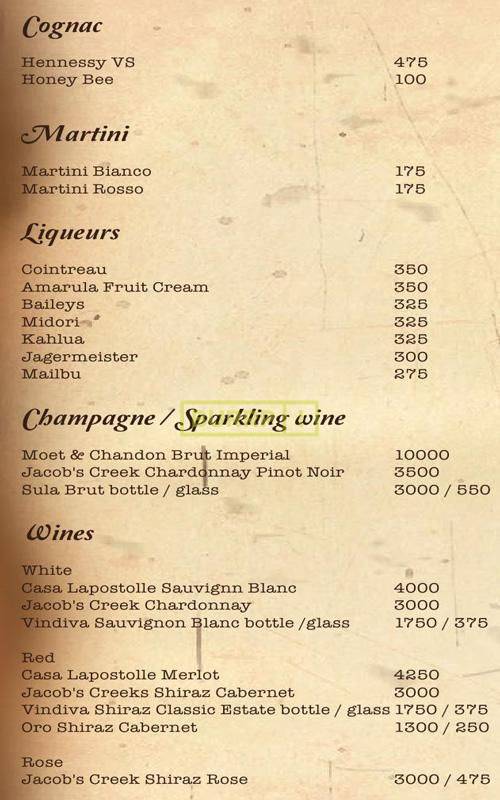 Cognac
Hennessy VS 475
Honey Bee 100
Martini
Martini Bianco 175
Martini Rosso 175
Liqueurs
Cointreau 350
Amarula Fruit Cream 350
Baileys 325
Midori 325
Kahlua 325
Jagermeister 300
Mailbu 275
Champagne / Sparkling wine
Moet & Chandon Brut Imperial 10000
Jacob's Creek Chardonnay Pinot Noir 3500
Sula Brut bottle / glass 3000 / 550
Wines
White
Casa Lapostolle Sauvignn Blanc 4000
Jacob's Creek Chardonnay 3000
Vindiva Sauvignon Blanc bottle /glass 1750 / 375
Red
Casa Lapostolle Merlot 4250
Jacob's Creeks Shiraz Cabernet 3000
Vindiva Shiraz Classic Estate bottle / glass 1750 / 375
Oro Shiraz Cabernet 1300 / 250
Rose
Jacob's Creek Shiraz Rose 3000 / 475